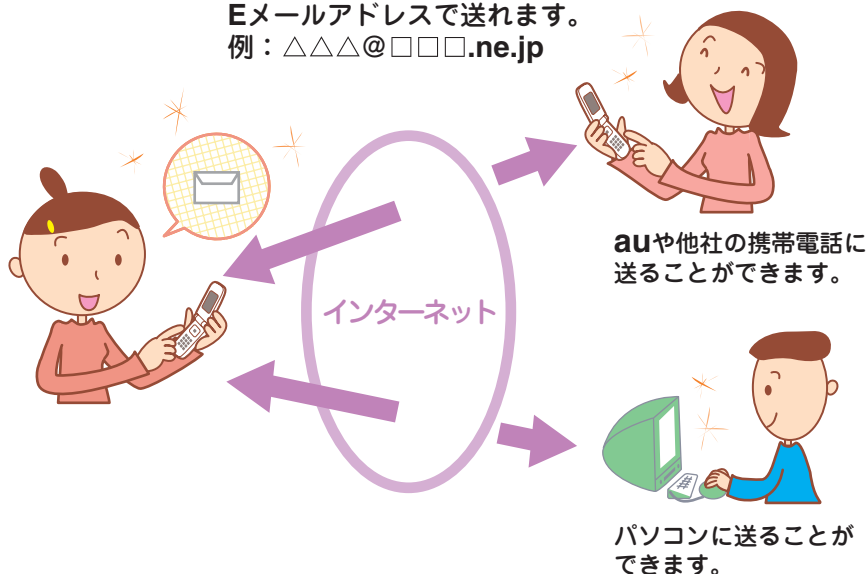 Eメールアドレスで送れます。
例：△△△@□□□.ne.jp
インターネット
auや他社の携帯電話に
送ることができます。
パソコンに送ることが
できます。